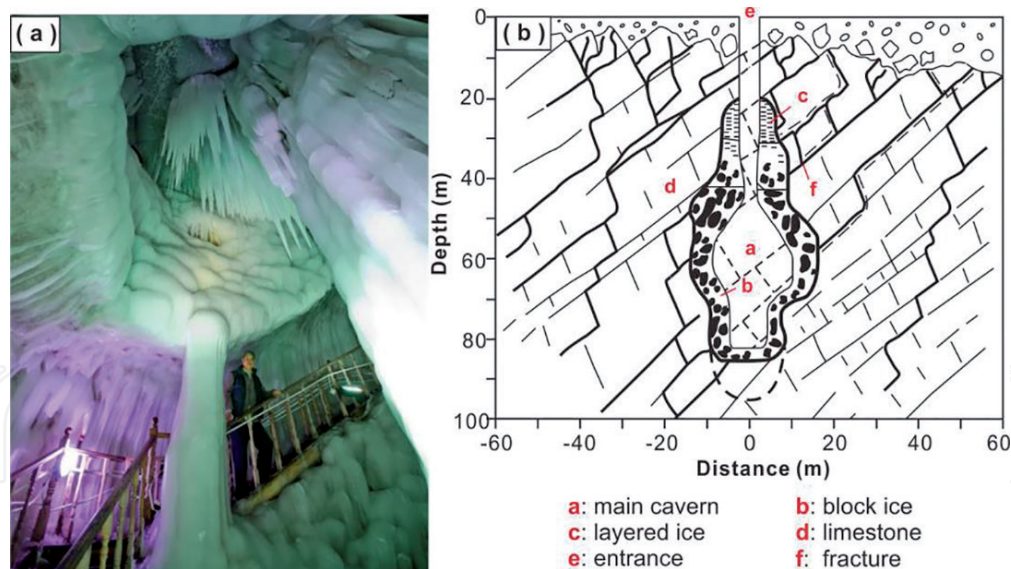 ( a )
( b )
e
0
20
40
60
80
100
Depth (m)
c
d
f
a
b
-60 -40 -20 0 20 40 60
Distance (m)
a: main cavern
b: block ice
c: layered ice
d: limestone
e: entrance
f: fracture